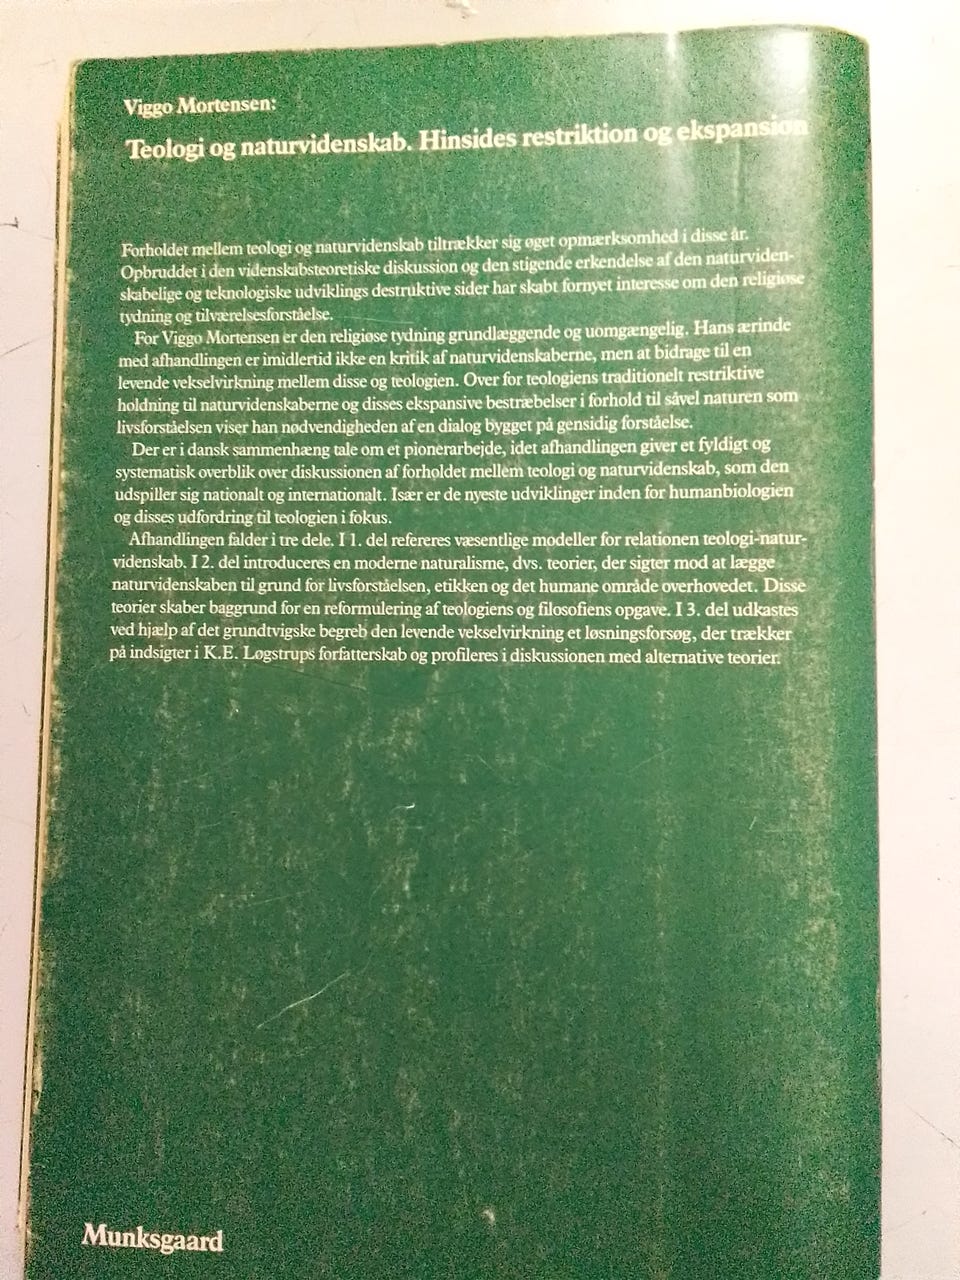 Viggo Mortensen:
Teologi og naturvidenskab. Hinsides restriktion og ekspansion
Forholdet mellem teologi og naturvidenskab tiltrækker sig øget opmærksomhed i disse år.
Opbruddet i den videnskabsteoretiske diskussion og den stigende erkendelse af den naturviden-
skabelige og teknologiske udviklings destruktive sider har skabt fornyet interesse om den religiøse
tydning og tilværelsesforståelse.
For Viggo Mortensen er den religiøse tydning grundlæggende og uomgængelig. Hans ærinde
med afhandlingen er imidlertid ikke en kritik af naturvidenskaberne, men at bidrage til en
levende vekselvirkning mellem disse og teologien. Over for teologiens traditionelt restriktive
holdning til naturvidenskaberne og disses ekspansive bestræbelser i forhold til såvel naturen som
livsforståelsen viser han nødvendigheden af en dialog bygget på gensidig forståelse.
Der er i dansk sammenhæng tale om et pionerarbejde, idet afhandlingen giver et fyldigt og
systematisk overblik over diskussionen af forholdet mellem teologi og naturvidenskab, som den
udspiller sig nationalt og internationalt. Især er de nyeste udviklinger inden for humanbiologien
og disses udfordring til teologien i fokus.
Afhandlingen falder i tre dele. I 1. del refereres væsentlige modeller for relationen teologi-natur-
videnskab. I 2. del introduceres en moderne naturalisme, dvs. teorier, der sigter mod at lægge
naturvidenskaben til grund for livsforståelsen, etikken og det humane område overhovedet. Disse
teorier skaber baggrund for en reformulering af teologiens og filosofiens opgave. I 3. del udkastes
ved hjælp af det grundtvigske begreb den levende vekselvirkning et løsningsforsøg, der trækker
på indsigter i K.E. Løgstrups forfatterskab og profileres i diskussionen med alternative teorier.
Munksgaard